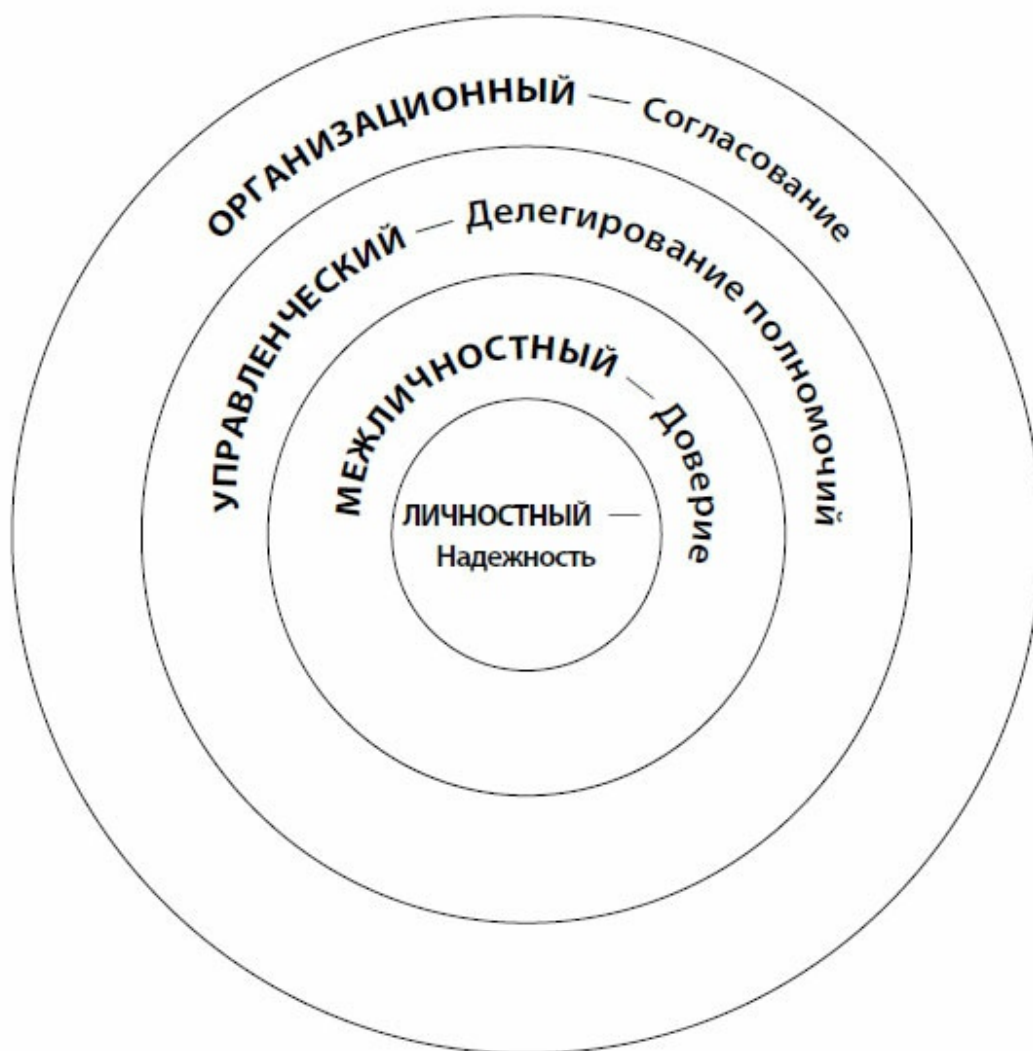 ОРГАНИЗАЦИОННЫЙ — Согласование
УПРАВЛЕНЧЕСКИЙ — Делегирование полномочий
МЕЖЛИЧНОСТНЫЙ — Доверие
ЛИЧНОСТНЫЙ —
Надежность